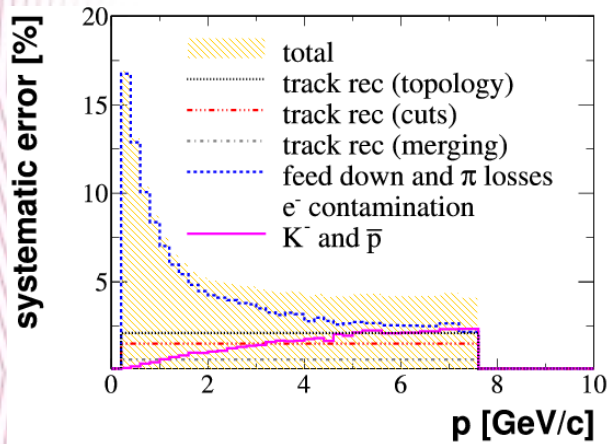 systematic error [%]
20
15
10
5
0
total
track rec (topology)
track rec (cuts)
track rec (merging)
feed down and π losses
e⁻ contamination
K⁻ and p̅
0 2 4 6 8 10
p [GeV/c]